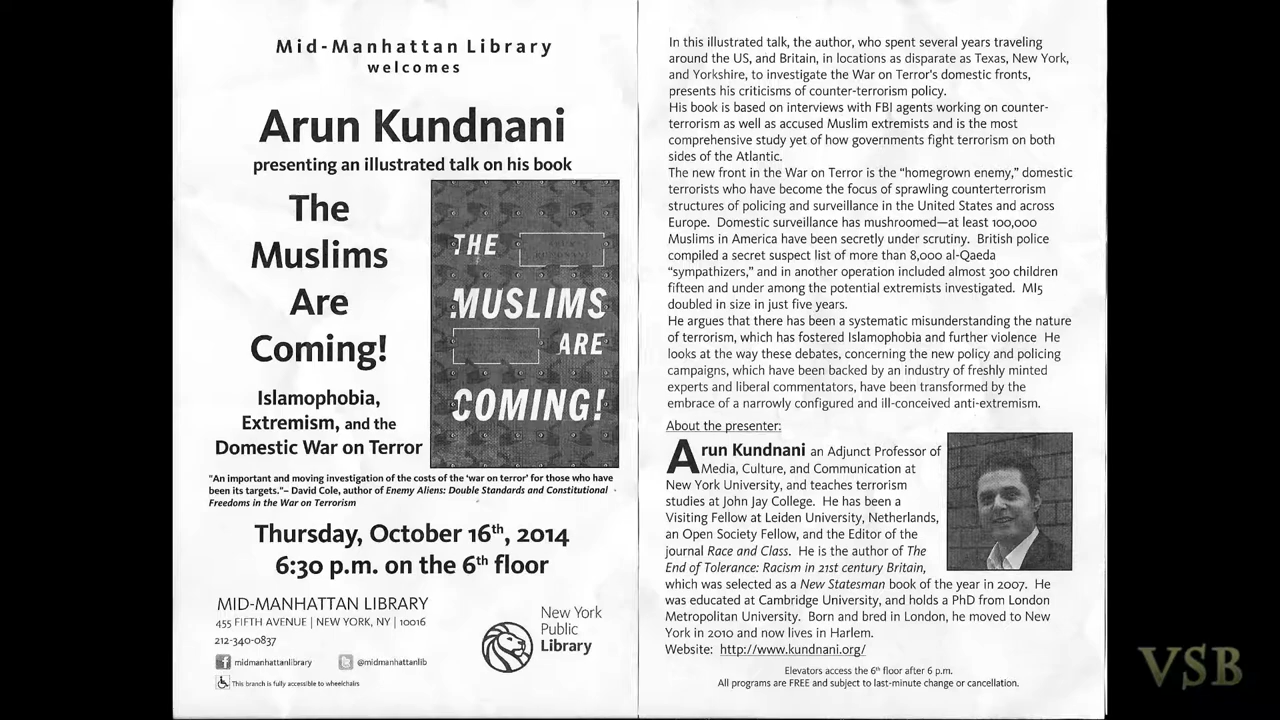 Mid-Manhattan Library
welcomes
Arun Kundnani
presenting an illustrated talk on his book
The
Muslims
Are
Coming!
Islamophobia,
Extremism, and the
Domestic War on Terror
THE
MUSLIMS
ARE
COMING!
"An important and moving investigation of the costs of the 'war on terror' for those who have
been its targets."– David Cole, author of Enemy Aliens: Double Standards and Constitutional
Freedoms in the War on Terrorism
Thursday, October 16th, 2014
6:30 p.m. on the 6th floor
MID-MANHATTAN LIBRARY
455 FIFTH AVENUE | NEW YORK, NY | 10016
212-340-0837
midmanhattanlibrary
@midmanhattanlib
This branch is fully accessible to wheelchairs
New York
Public
Library
In this illustrated talk, the author, who spent several years traveling
around the US, and Britain, in locations as disparate as Texas, New York,
and Yorkshire, to investigate the War on Terror's domestic fronts,
presents his criticisms of counter-terrorism policy.
His book is based on interviews with FBI agents working on counter-
terrorism as well as accused Muslim extremists and is the most
comprehensive study yet of how governments fight terrorism on both
sides of the Atlantic.
The new front in the War on Terror is the "homegrown enemy," domestic
terrorists who have become the focus of sprawling counterterrorism
structures of policing and surveillance in the United States and across
Europe. Domestic surveillance has mushroomed—at least 100,000
Muslims in America have been secretly under scrutiny. British police
compiled a secret suspect list of more than 8,000 al-Qaeda
"sympathizers," and in another operation included almost 300 children
fifteen and under among the potential extremists investigated. MI5
doubled in size in just five years.
He argues that there has been a systematic misunderstanding the nature
of terrorism, which has fostered Islamophobia and further violence He
looks at the way these debates, concerning the new policy and policing
campaigns, which have been backed by an industry of freshly minted
experts and liberal commentators, have been transformed by the
embrace of a narrowly configured and ill-conceived anti-extremism.
About the presenter:
Arun Kundnani an Adjunct Professor of
Media, Culture, and Communication at
New York University, and teaches terrorism
studies at John Jay College. He has been a
Visiting Fellow at Leiden University, Netherlands,
an Open Society Fellow, and the Editor of the
journal Race and Class. He is the author of The
End of Tolerance: Racism in 21st century Britain,
which was selected as a New Statesman book of the year in 2007. He
was educated at Cambridge University, and holds a PhD from London
Metropolitan University. Born and bred in London, he moved to New
York in 2010 and now lives in Harlem.
Website: http://www.kundnani.org/
Elevators access the 6th floor after 6 p.m.
All programs are FREE and subject to last-minute change or cancellation.
VSB